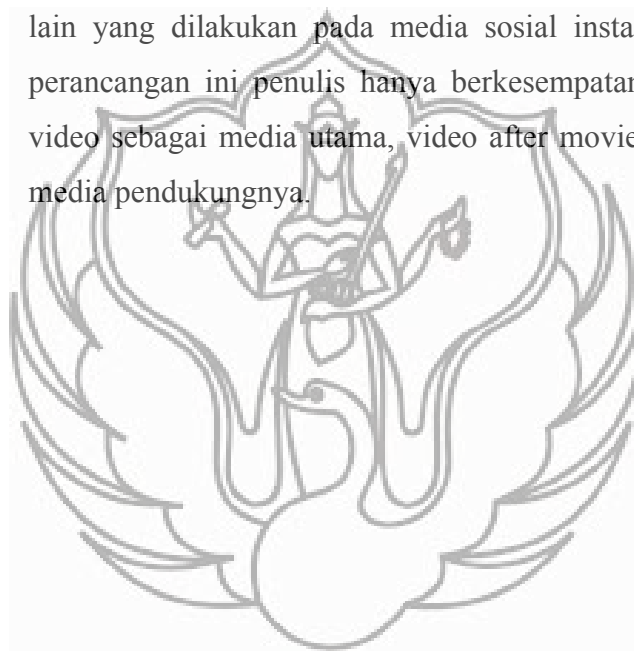 lain yang dilakukan pada media sosial insta
perancangan ini penulis hanya berkesempatan
video sebagai media utama, video after movie
media pendukungnya.